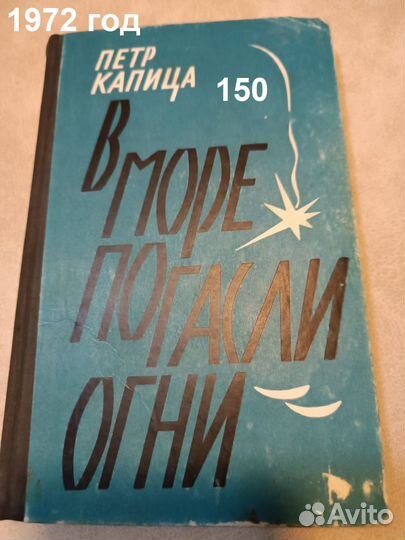 1972 год
ПЕТР
КАПИЦА
150
В МОРЕ
ПОГАСЛИ
ОГНИ
Avito